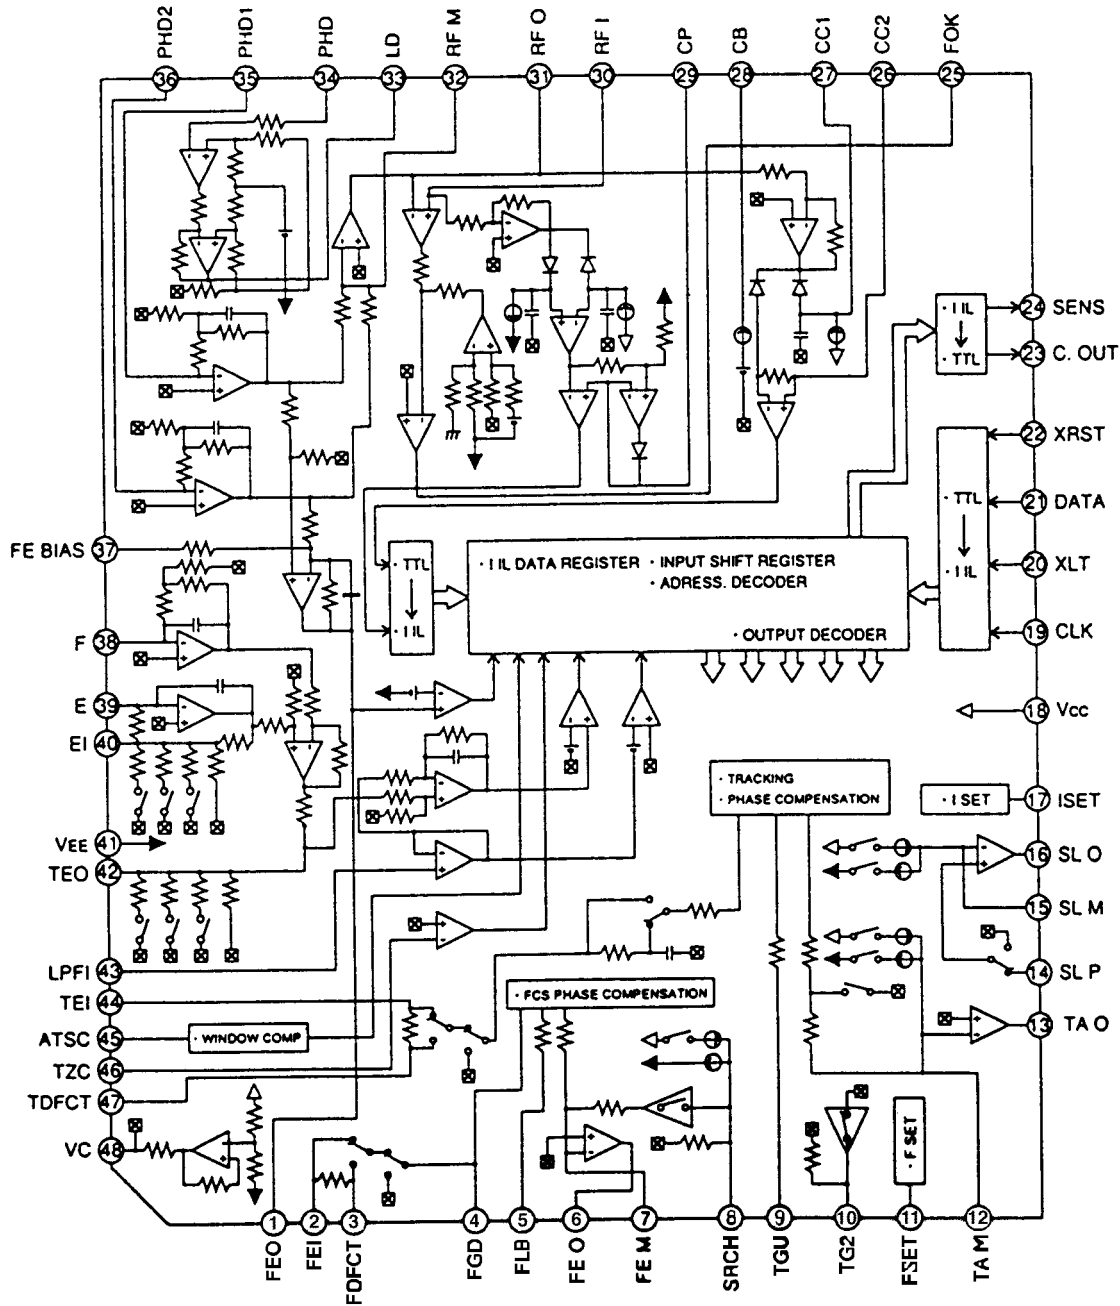 PHD2
PHD1
PHD
LD
RF M
RF O
RF I
CP
CB
CC1
CC2
FOK
36
35
34
33
32
31
30
29
28
27
26
25
· IIL
· TTL
24 SENS
23 C. OUT
· TTL
· IIL
22 XRST
21 DATA
20 XLT
19 CLK
18 Vcc
· I SET
17 ISET
16 SL O
15 SL M
14 SL P
13 TA O
FE BIAS 37
F 38
E 39
EI 40
VEE 41
TEO 42
LPFI 43
TEI 44
ATSC 45
TZC 46
TDFCT 47
VC 48
· TTL
· IIL
· IIL DATA REGISTER
· INPUT SHIFT REGISTER
· ADRESS. DECODER
· OUTPUT DECODER
· TRACKING
· PHASE COMPENSATION
· FCS PHASE COMPENSATION
· WINDOW COMP
· F SET
1
2
3
4
5
6
7
8
9
10
11
12
FEO
FEI
FDFCT
FGD
FLB
FE O
FE M
SRCH
TGU
TG2
FSET
TA M